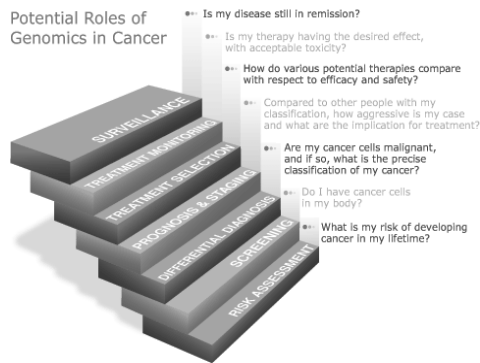 Potential Roles of
Genomics in Cancer
Is my disease still in remission?
Is my therapy having the desired effect,
with acceptable toxicity?
How do various potential therapies compare
with respect to efficacy and safety?
Compared to other people with my
classification, how aggressive is my case
and what are the implication for treatment?
Are my cancer cells malignant,
and if so, what is the precise
classification of my cancer?
Do I have cancer cells
in my body?
What is my risk of developing
cancer in my lifetime?
SURVEILLANCE
TREATMENT MONITORING
TREATMENT SELECTION
PROGNOSIS & STAGING
DIFFERENTIAL DIAGNOSIS
SCREENING
RISK ASSESSMENT